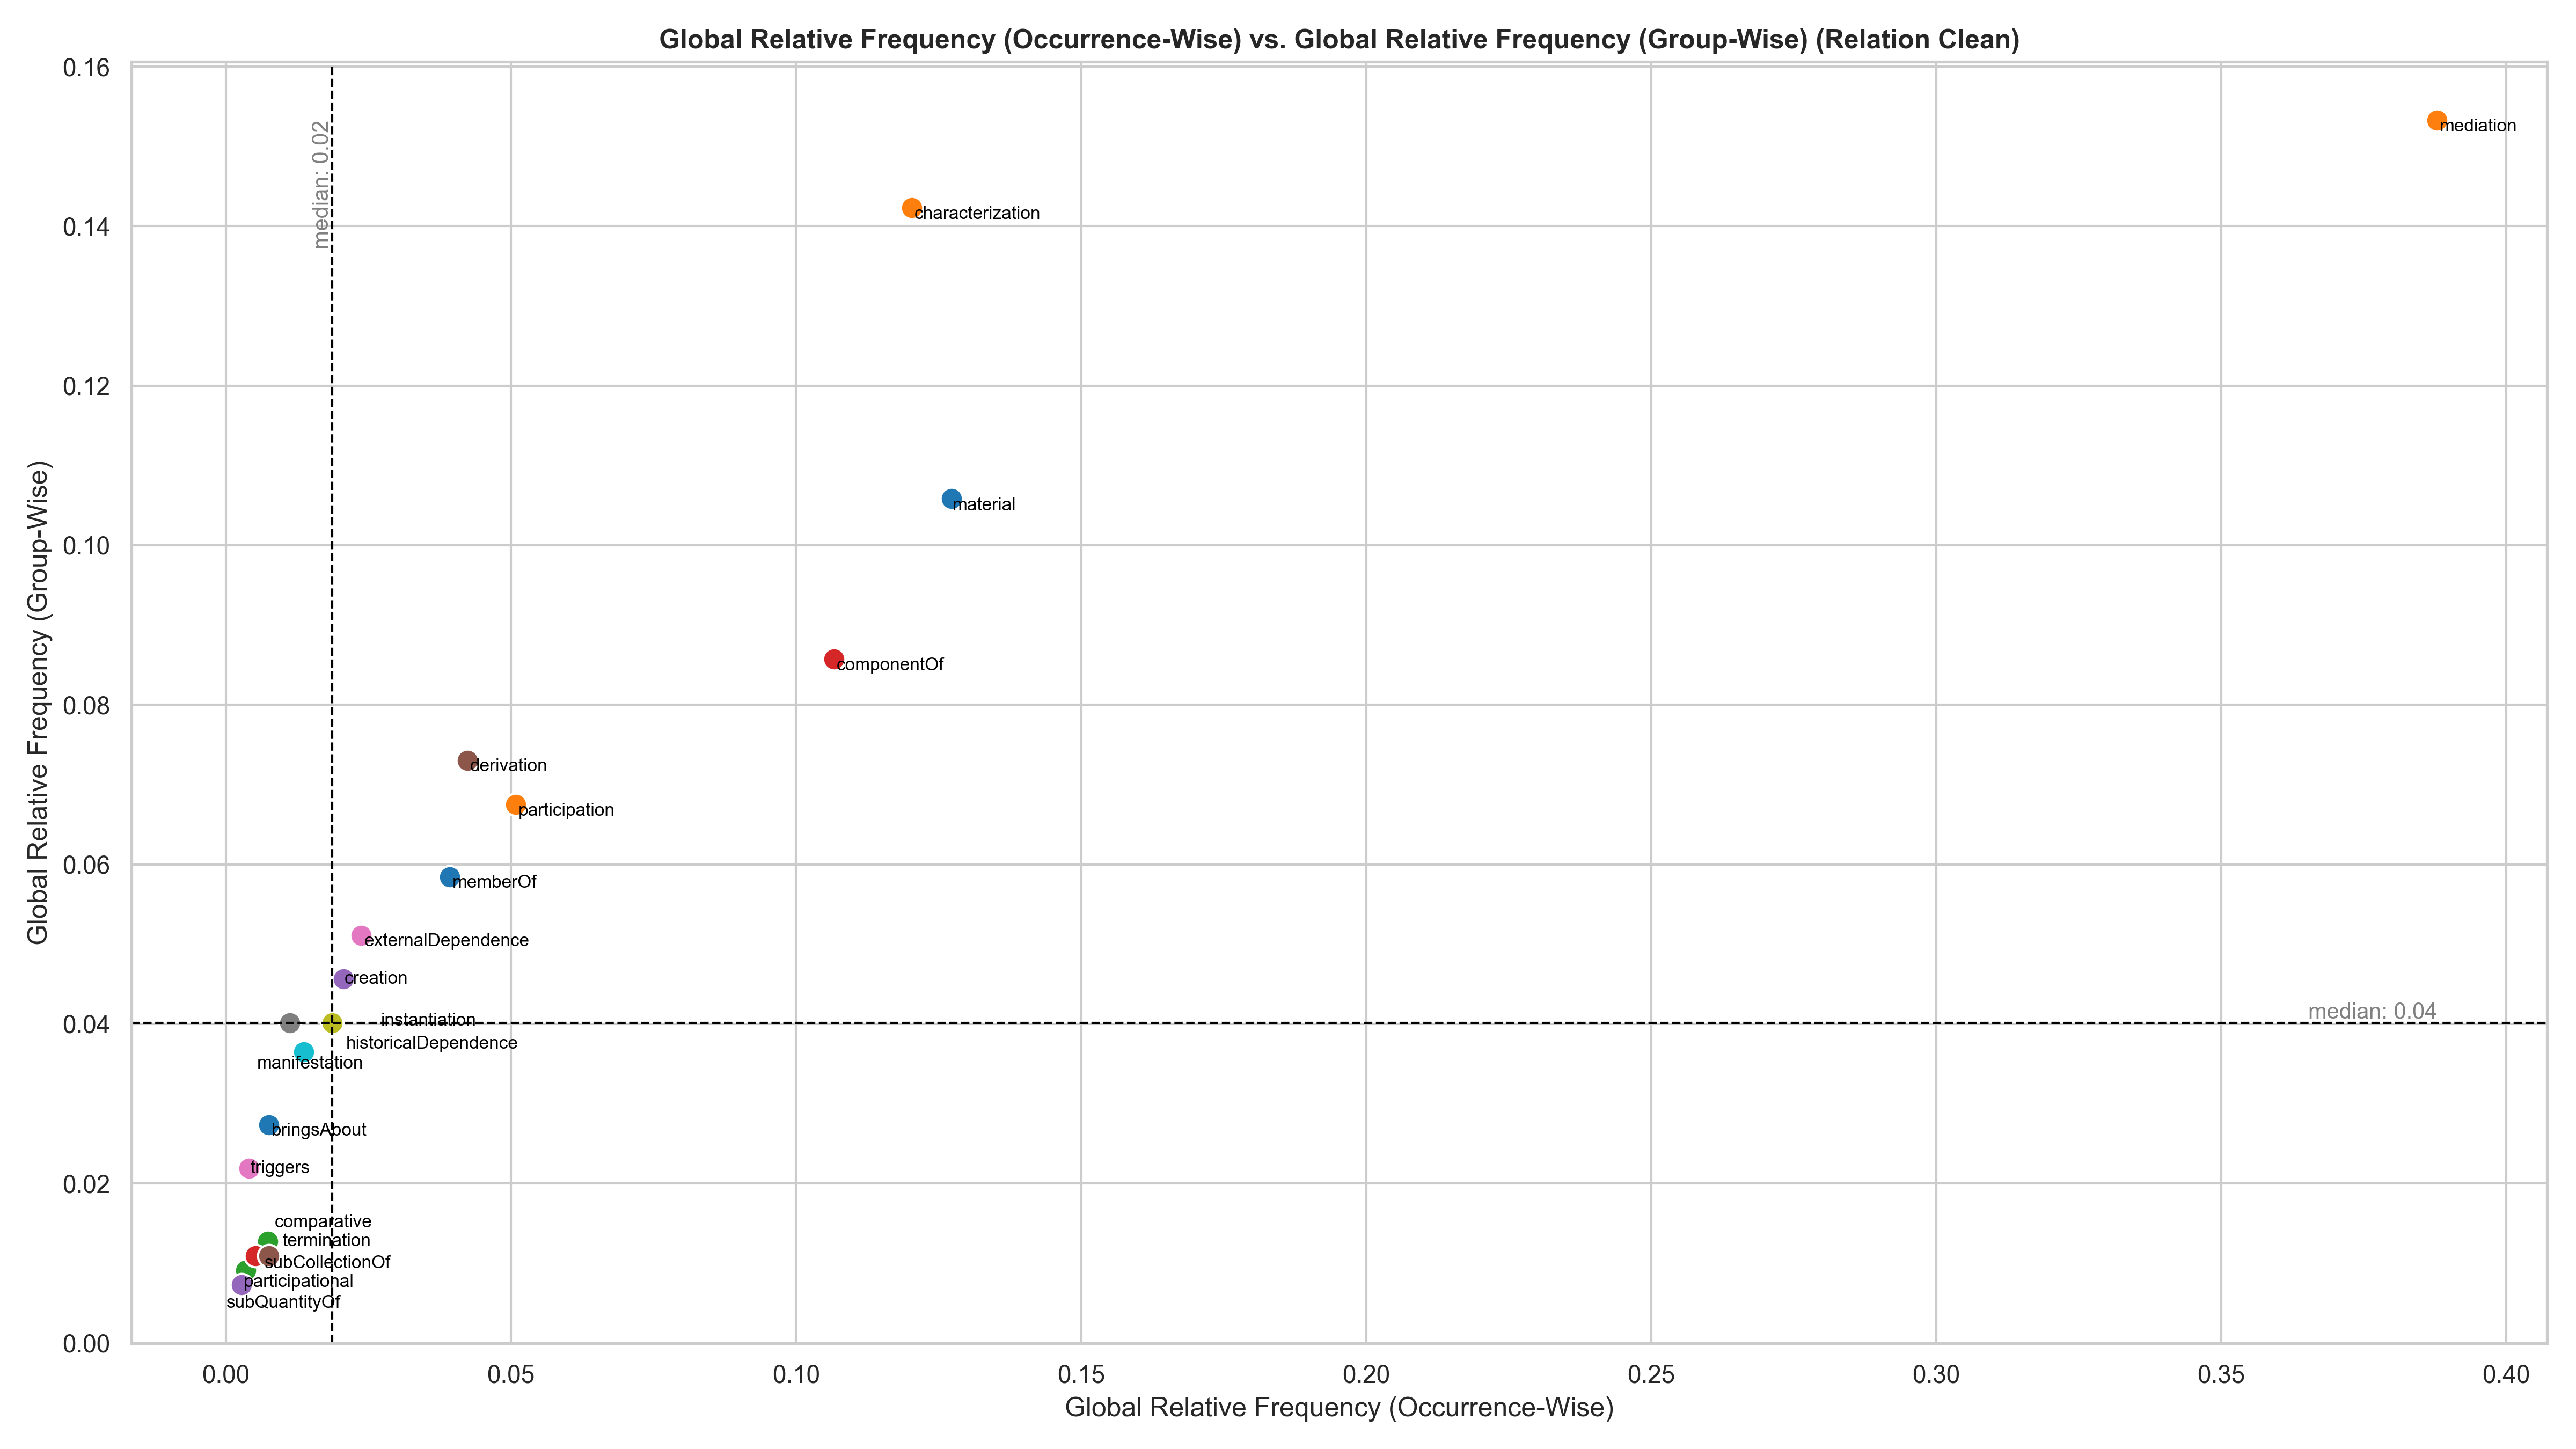 Global Relative Frequency (Occurrence-Wise) vs. Global Relative Frequency (Group-Wise) (Relation Clean)
Global Relative Frequency (Group-Wise)
0.16
0.14
0.12
0.10
0.08
0.06
0.04
0.02
0.00
median: 0.02
mediation
characterization
material
componentOf
derivation
participation
memberOf
externalDependence
creation
instantiation
median: 0.04
historicalDependence
manifestation
bringsAbout
triggers
comparative
termination
subCollectionOf
participational
subQuantityOf
0.00
0.05
0.10
0.15
0.20
0.25
0.30
0.35
0.40
Global Relative Frequency (Occurrence-Wise)